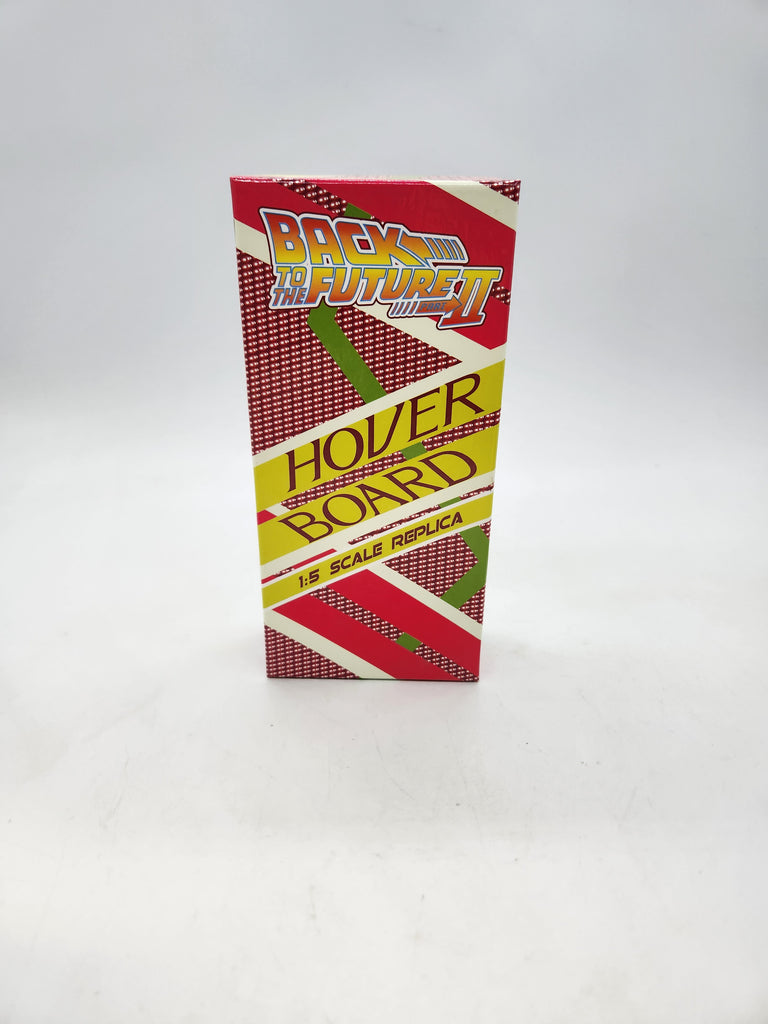 BACK
TO THE FUTURE PART II
HOVER
BOARD
1:5 SCALE REPLICA